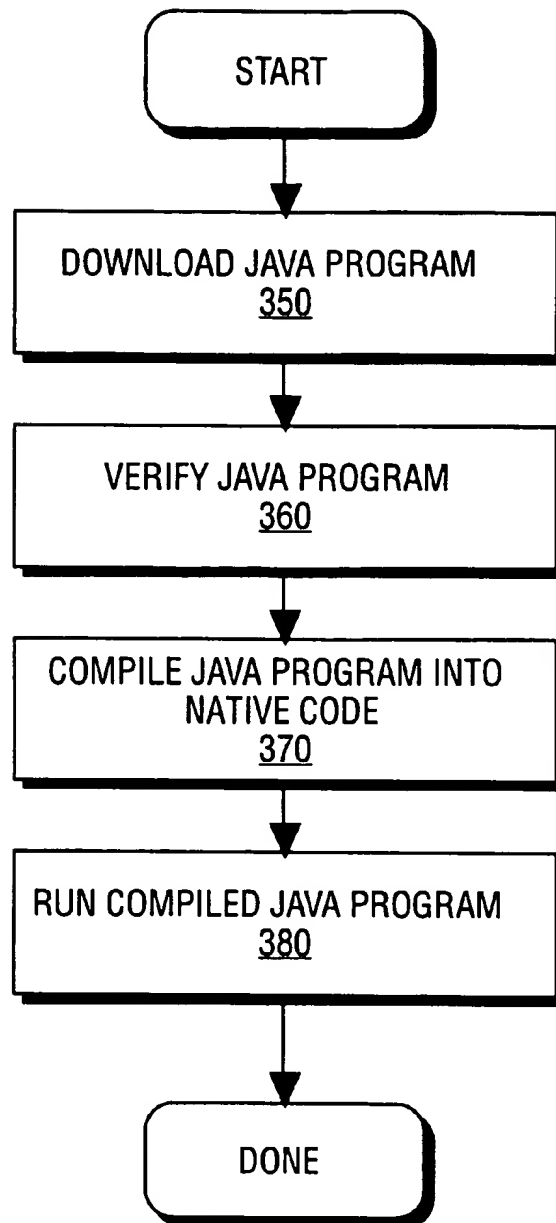 START
DOWNLOAD JAVA PROGRAM
350
VERIFY JAVA PROGRAM
360
COMPILE JAVA PROGRAM INTO
NATIVE CODE
370
RUN COMPILED JAVA PROGRAM
380
DONE